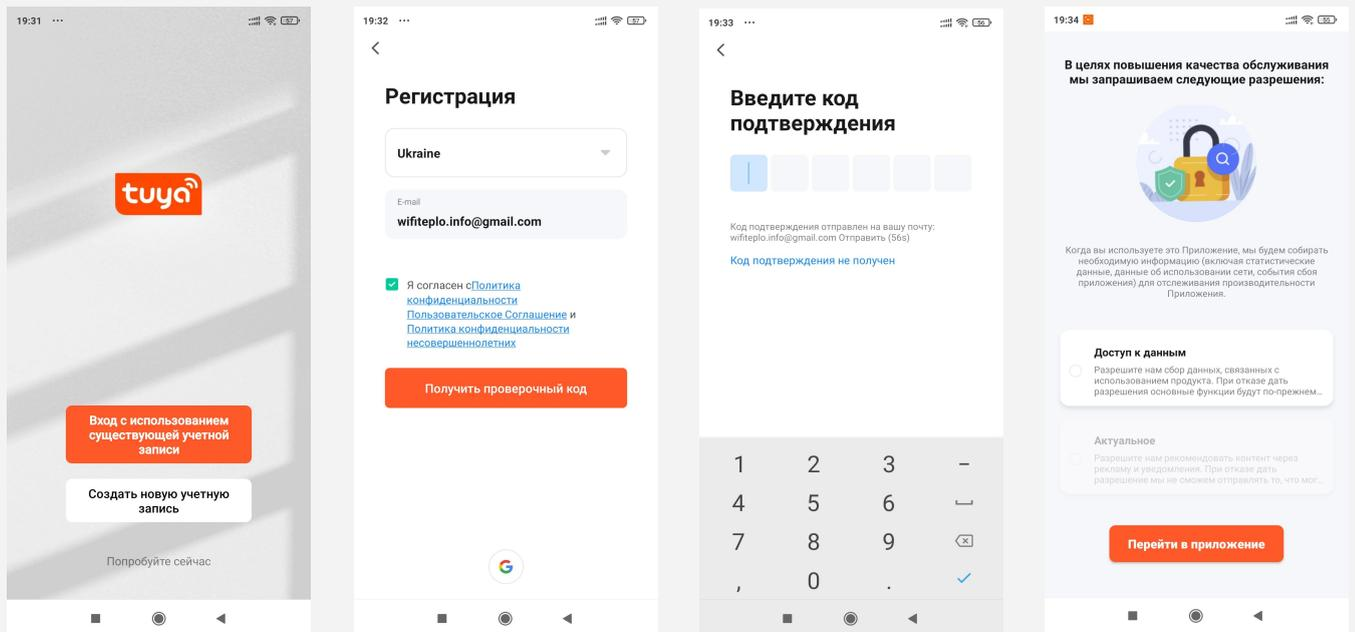 19:31 ...
57
tuya
Вход с использованием
существующей учетной
записи
Создать новую учетную
запись
Попробуйте сейчас
19:32 ...
57
Регистрация
Ukraine
E-mail
wifiteplo.info@gmail.com
Я согласен сПолитика
конфиденциальности
Пользовательское Соглашение и
Политика конфиденциальности
несовершеннолетних
Получить проверочный код
G
19:33 ...
56
Введите код
подтверждения
Код подтверждения отправлен на вашу почту:
wifiteplo.info@gmail.com Отправить (56s)
Код подтверждения не получен
1 2 3 –
4 5 6
7 8 9
, 0 .
19:34
55
В целях повышения качества обслуживания
мы запрашиваем следующие разрешения:
Когда вы используете это Приложение, мы будем собирать
необходимую информацию (включая статистические
данные, данные об использовании сети, события сбоя
приложения) для отслеживания производительности
Приложения.
Доступ к данным
Разрешите нам сбор данных, связанных с
использованием продукта. При отказе дать
разрешения основные функции будут по-прежнем...
Актуальное
Разрешите нам рекомендовать контент через
рекламу и уведомления. При отказе дать
разрешение мы не сможем отправлять то, что мог...
Перейти в приложение